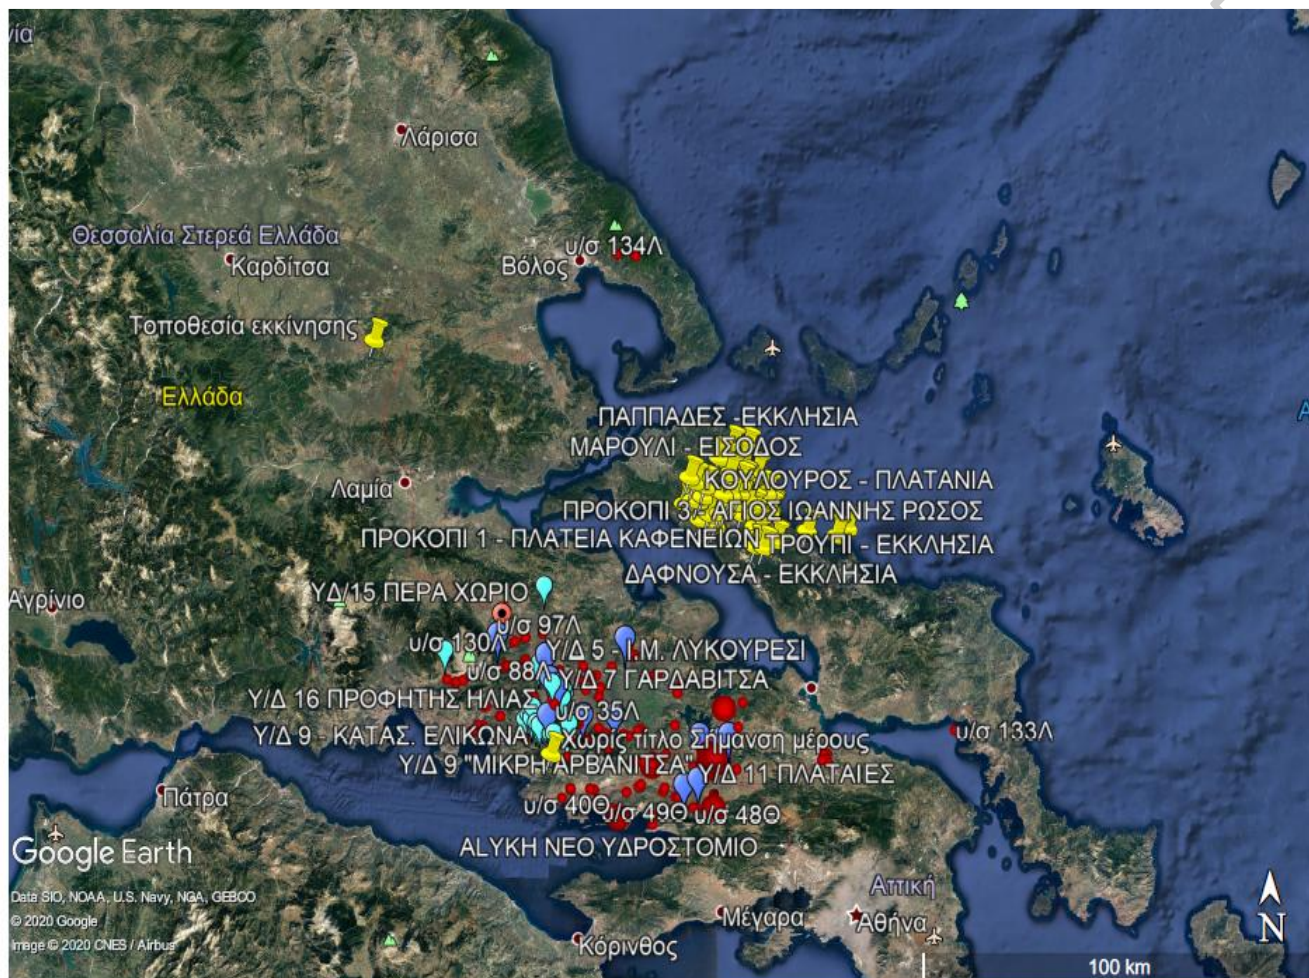 νία
Λάρισα
Θεσσαλία Στερεά Ελλάδα
υ/σ 134Λ
Καρδίτσα
Βόλος
Τοποθεσία εκκίνησης
Ελλάδα
ΠΑΠΠΑΔΕΣ -ΕΚΚΛΗΣΙΑ
ΜΑΡΟΥΛΙ - ΕΙΣΟΔΟΣ
ΚΟΥΛΟΥΡΟΣ - ΠΛΑΤΑΝΙΑ
Λαμία
ΠΡΟΚΟΠΙ 3 - ΑΓΙΟΣ ΙΩΑΝΝΗΣ ΡΩΣΟΣ
ΠΡΟΚΟΠΙ 1 - ΠΛΑΤΕΙΑ ΚΑΦΕΝΕΙΩΝ
ΤΡΟΥΠΙ - ΕΚΚΛΗΣΙΑ
ΔΑΦΝΟΥΣΑ - ΕΚΚΛΗΣΙΑ
ΥΔ/15 ΠΕΡΑ ΧΩΡΙΟ
Αγρίνιο
υ/σ 97Λ
υ/σ 130Λ
Υ/Δ 5 - Ι.Μ. ΛΥΚΟΥΡΕΣΙ
υ/σ 88Λ
Υ/Δ 7 ΓΑΡΔΑΒΙΤΣΑ
Υ/Δ 16 ΠΡΟΦΗΤΗΣ ΗΛΙΑΣ
υ/σ 35Λ
Υ/Δ 9 - ΚΑΤΑΣ. ΕΛΙΚΩΝΑ
Χωρίς τίτλο Σήμανση μέρους
υ/σ 133Λ
Υ/Δ 9 "ΜΙΚΡΗ ΑΡΒΑΝΙΤΣΑ"
Υ/Δ 11 ΠΛΑΤΑΙΕΣ
Πάτρα
υ/σ 40Θ
υ/σ 49Θ
υ/σ 48Θ
ALYKH ΝΕΟ ΥΔΡΟΣΤΟΜΙΟ
Google Earth
Αττική
Data SIO, NOAA, U.S. Navy, NGA, GEBCO
© 2020 Google
Μέγαρα
Αθήνα
Image © 2020 CNES / Airbus
Κόρινθος
N
100 km